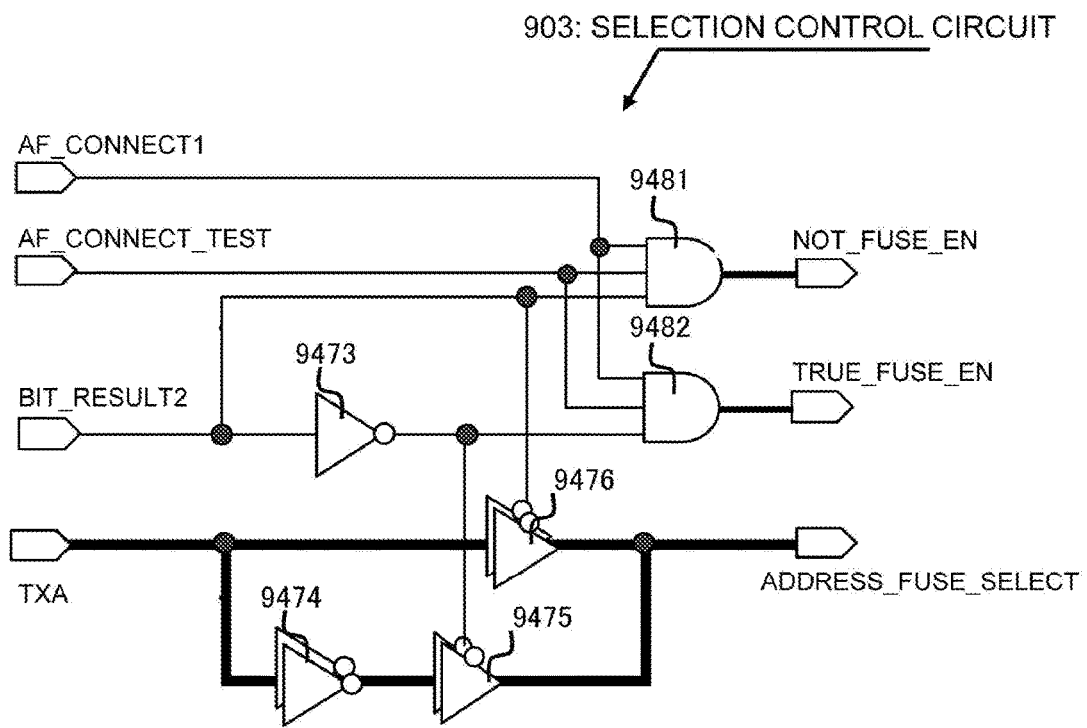 903: SELECTION CONTROL CIRCUIT
AF_CONNECT1
9481
AF_CONNECT_TEST
NOT_FUSE_EN
9482
9473
TRUE_FUSE_EN
BIT_RESULT2
9476
TXA
ADDRESS_FUSE_SELECT
9474
9475